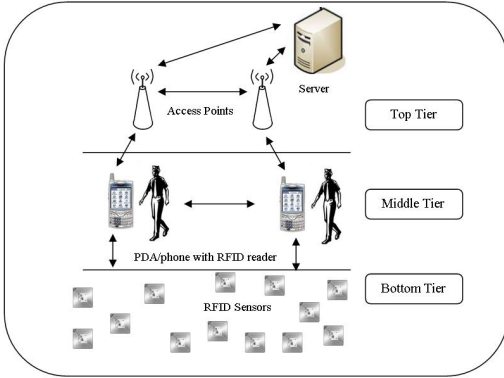 Server
Access Points
Top Tier
Middle Tier
PDA/phone with RFID reader
Bottom Tier
RFID Sensors